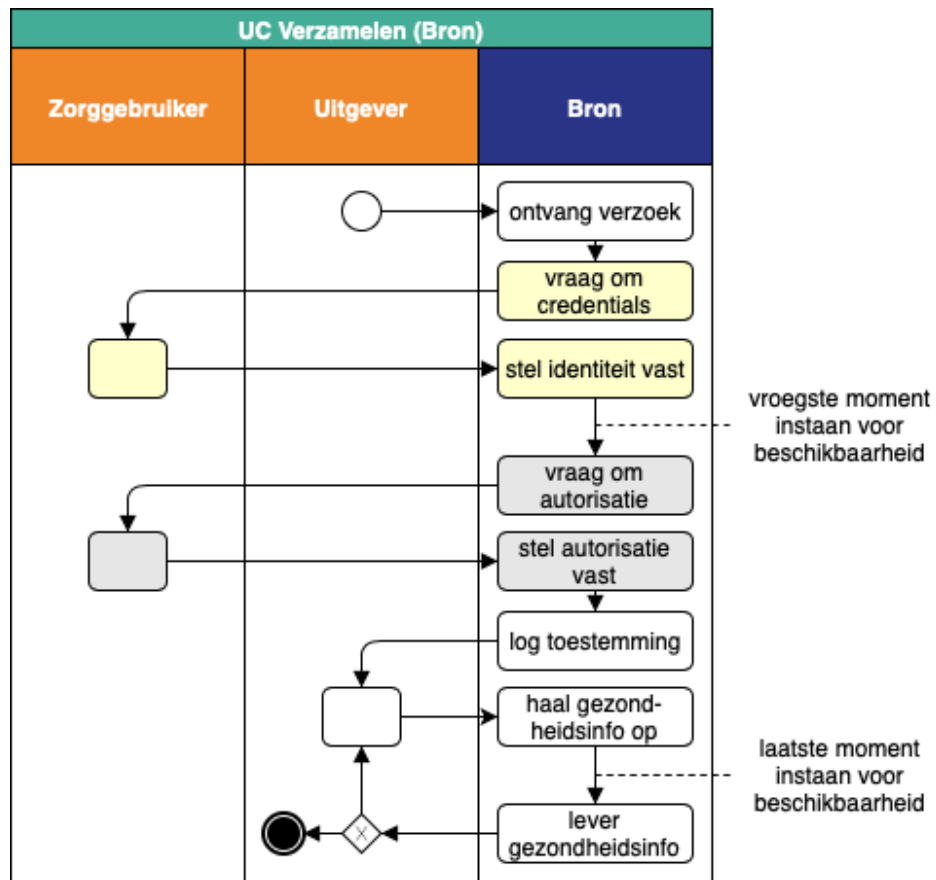 UC Verzamelen (Bron)
Zorggebruiker
Uitgever
Bron
ontvang verzoek
vraag om
credentials
stel identiteit vast
vroegste moment
instaan voor
beschikbaarheid
vraag om
autorisatie
stel autorisatie
vast
log toestemming
haal gezond-
heidsinfo op
laatste moment
instaan voor
beschikbaarheid
X
lever
gezondheidsinfo